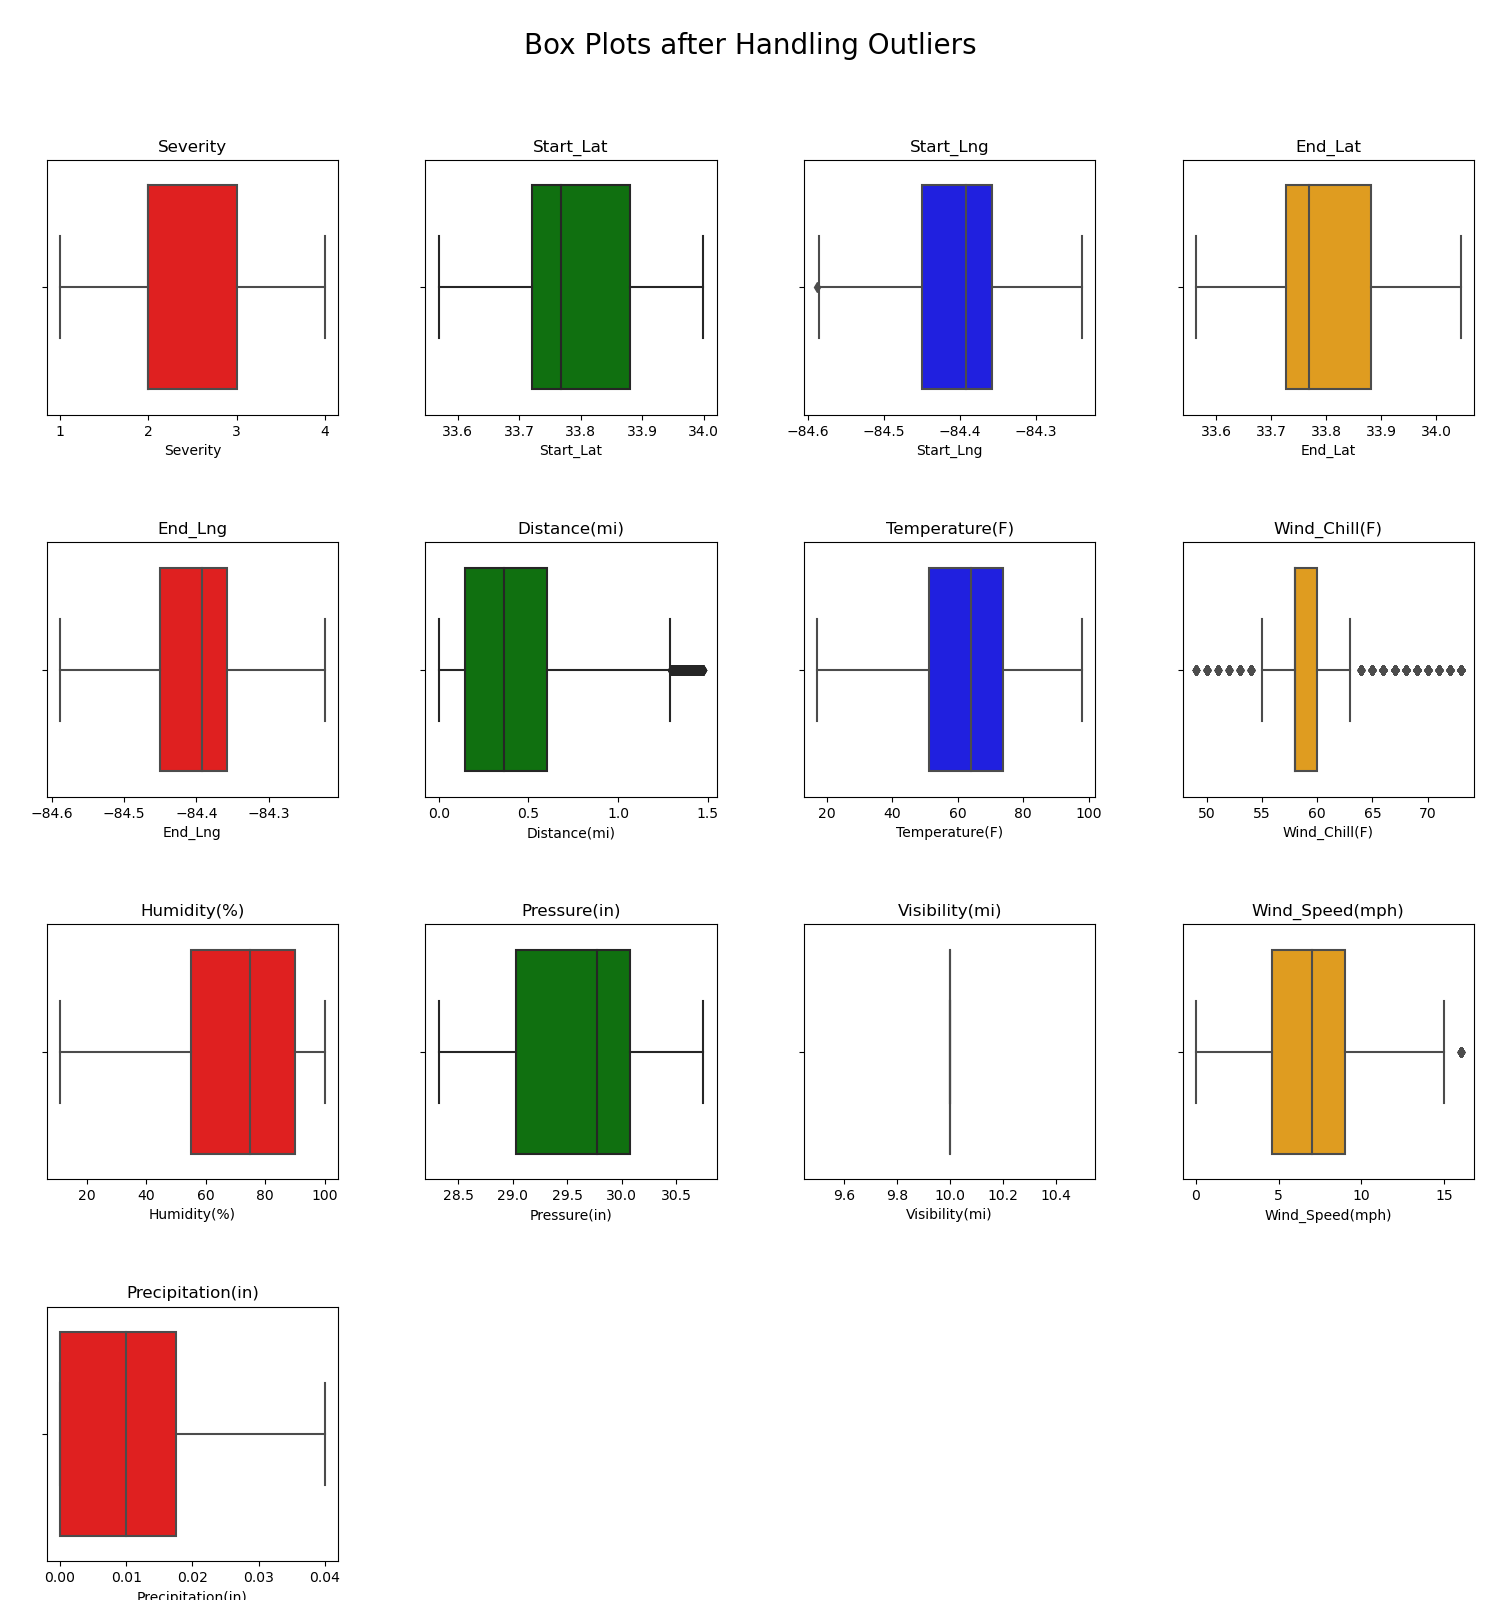 Box Plots after Handling Outliers
Severity Start_Lat Start_Lng End_Lat
1 2 3 4 33.6 33.7 33.8 33.9 34.0 −84.6 −84.5 −84.4 −84.3 33.6 33.7 33.8 33.9 34.0
Severity Start_Lat Start_Lng End_Lat
End_Lng Distance(mi) Temperature(F) Wind_Chill(F)
−84.6 −84.5 −84.4 −84.3 0.0 0.5 1.0 1.5 20 40 60 80 100 50 55 60 65 70
End_Lng Distance(mi) Temperature(F) Wind_Chill(F)
Humidity(%) Pressure(in) Visibility(mi) Wind_Speed(mph)
20 40 60 80 100 28.5 29.0 29.5 30.0 30.5 9.6 9.8 10.0 10.2 10.4 0 5 10 15
Humidity(%) Pressure(in) Visibility(mi) Wind_Speed(mph)
Precipitation(in)
0.00 0.01 0.02 0.03 0.04
Precipitation(in)